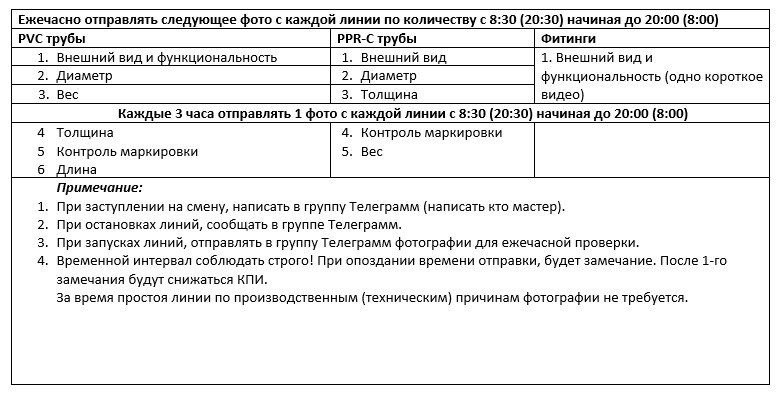 Ежечасно отправлять следующее фото с каждой линии по количеству с 8:30 (20:30) начиная до 20:00 (8:00)
PVC трубы
PPR-C трубы
Фитинги
1. Внешний вид и функциональность
1. Внешний вид
1. Внешний вид и
функциональность (одно короткое
видео)
2. Диаметр
2. Диаметр
3. Вес
3. Толщина
Каждые 3 часа отправлять 1 фото с каждой линии с 8:30 (20:30) начиная до 20:00 (8:00)
4 Толщина
4. Контроль маркировки
5 Контроль маркировки
5. Вес
6 Длина
Примечание:
1. При заступлении на смену, написать в группу Телеграмм (написать кто мастер).
2. При остановках линий, сообщать в группе Телеграмм.
3. При запусках линий, отправлять в группу Телеграмм фотографии для ежечасной проверки.
4. Временной интервал соблюдать строго! При опоздании времени отправки, будет замечание. После 1-го
замечания будут снижаться КПИ.
За время простоя линии по производственным (техническим) причинам фотографии не требуется.